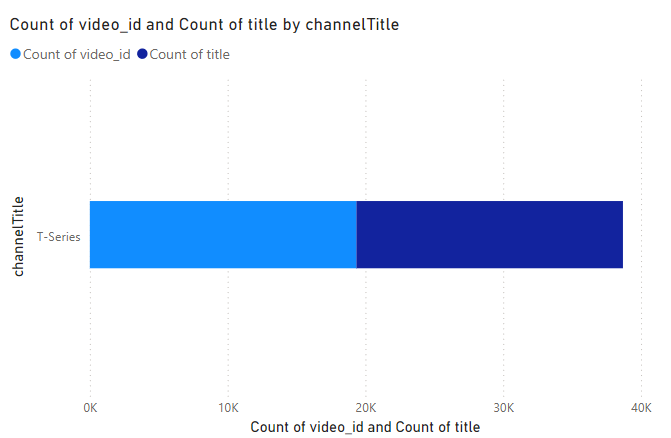 Count of video_id and Count of title by channelTitle
Count of video_id Count of title
channelTitle
T-Series
0K 10K 20K 30K 40K
Count of video_id and Count of title